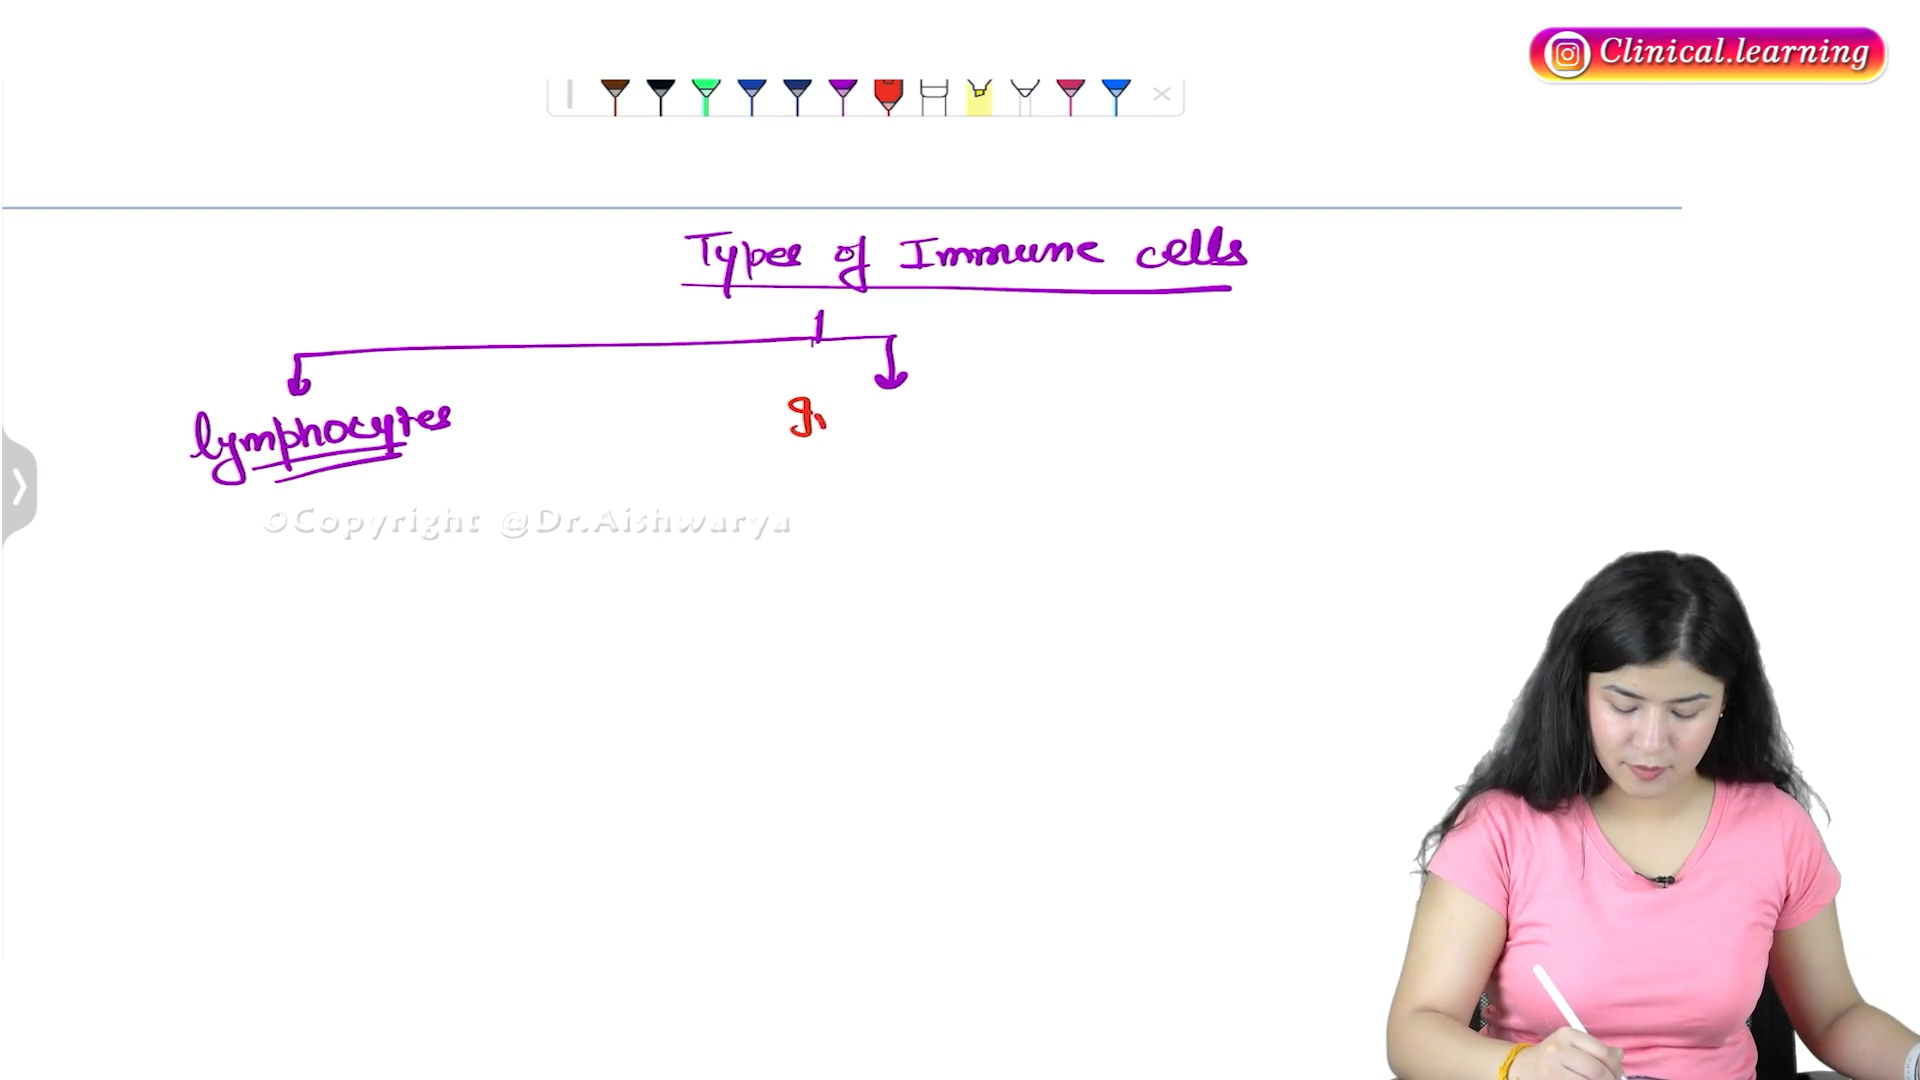 Clinical.learning
Types of Immune cells
lymphocytes
©Copyright @Dr.Aishwarya